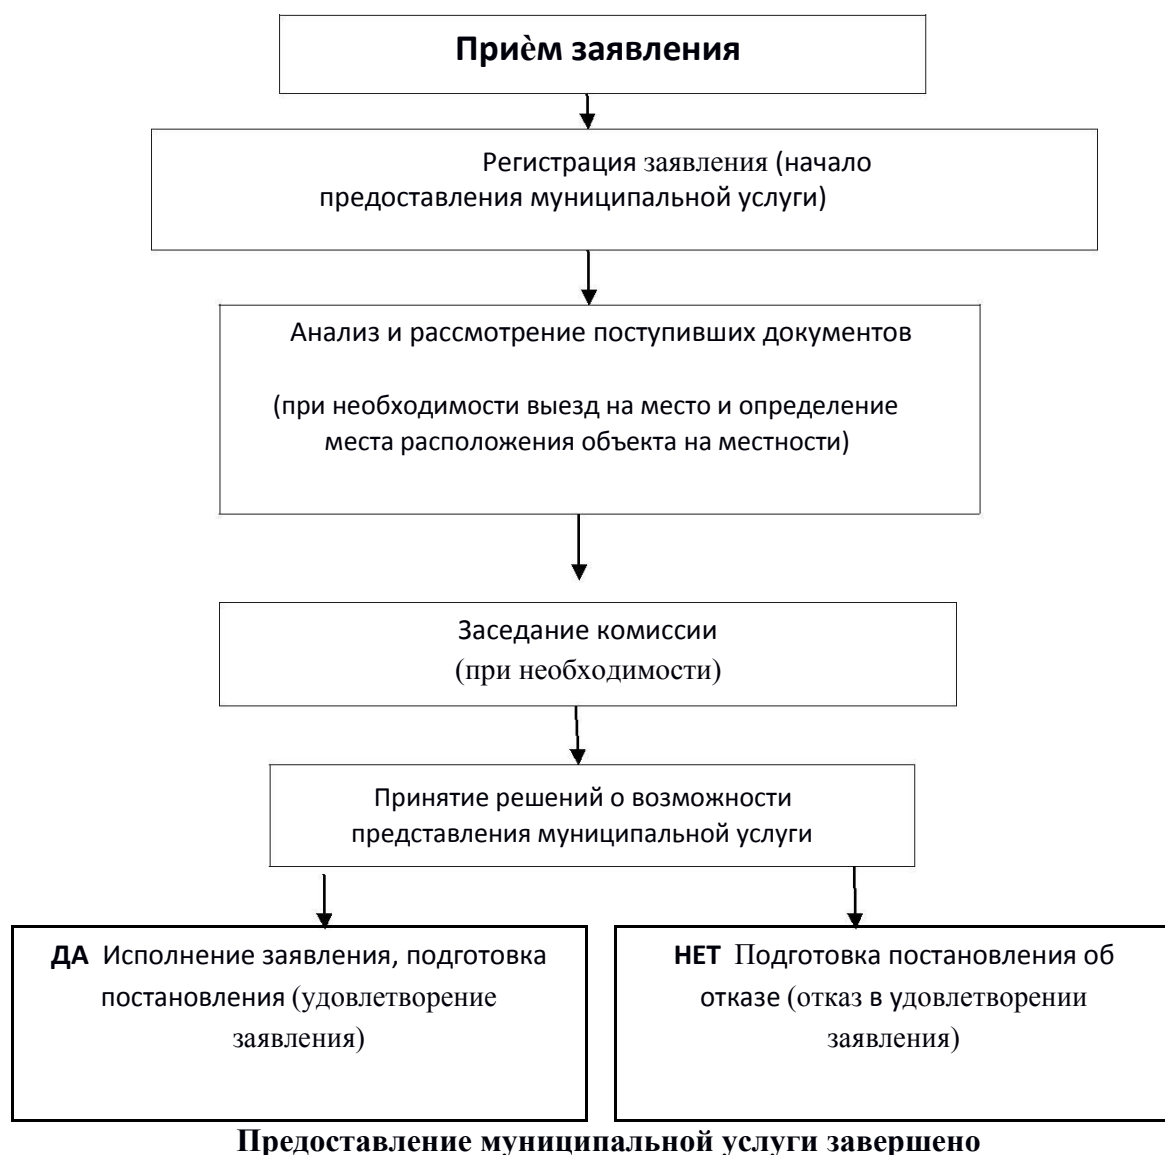 Приѐм заявления
Регистрация заявления (начало
предоставления муниципальной услуги)
Анализ и рассмотрение поступивших документов
(при необходимости выезд на место и определение
места расположения объекта на местности)
Заседание комиссии
(при необходимости)
Принятие решений о возможности
представления муниципальной услуги
ДА Исполнение заявления, подготовка
постановления (удовлетворение
заявления)
НЕТ Подготовка постановления об
отказе (отказ в удовлетворении
заявления)
Предоставление муниципальной услуги завершено